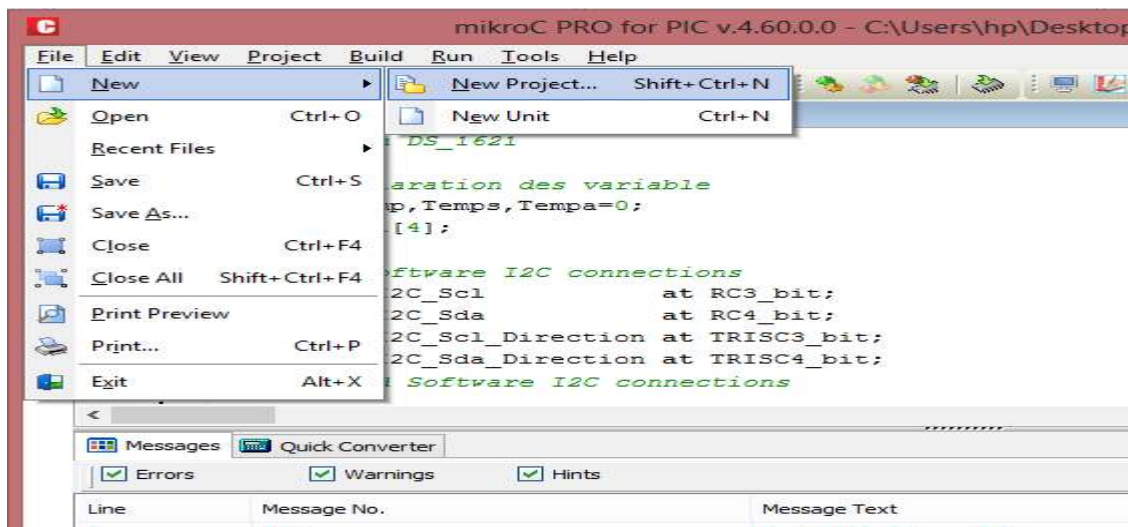 mikroC PRO for PIC v.4.60.0.0 - C:\Users\hp\Desktop
File Edit View Project Build Run Tools Help
New
New Project... Shift+Ctrl+N
New Unit Ctrl+N
Open Ctrl+O
Recent Files
Save Ctrl+S
Save As...
Close Ctrl+F4
Close All Shift+Ctrl+F4
Print Preview
Print... Ctrl+P
Exit Alt+X
DS_1621
aration des variable
p,Temps,Tempa=0;
[4];
ftware I2C connections
2C_Scl at RC3_bit;
2C_Sda at RC4_bit;
2C_Scl_Direction at TRISC3_bit;
2C_Sda_Direction at TRISC4_bit;
Software I2C connections
Messages Quick Converter
Errors Warnings Hints
Line Message No. Message Text